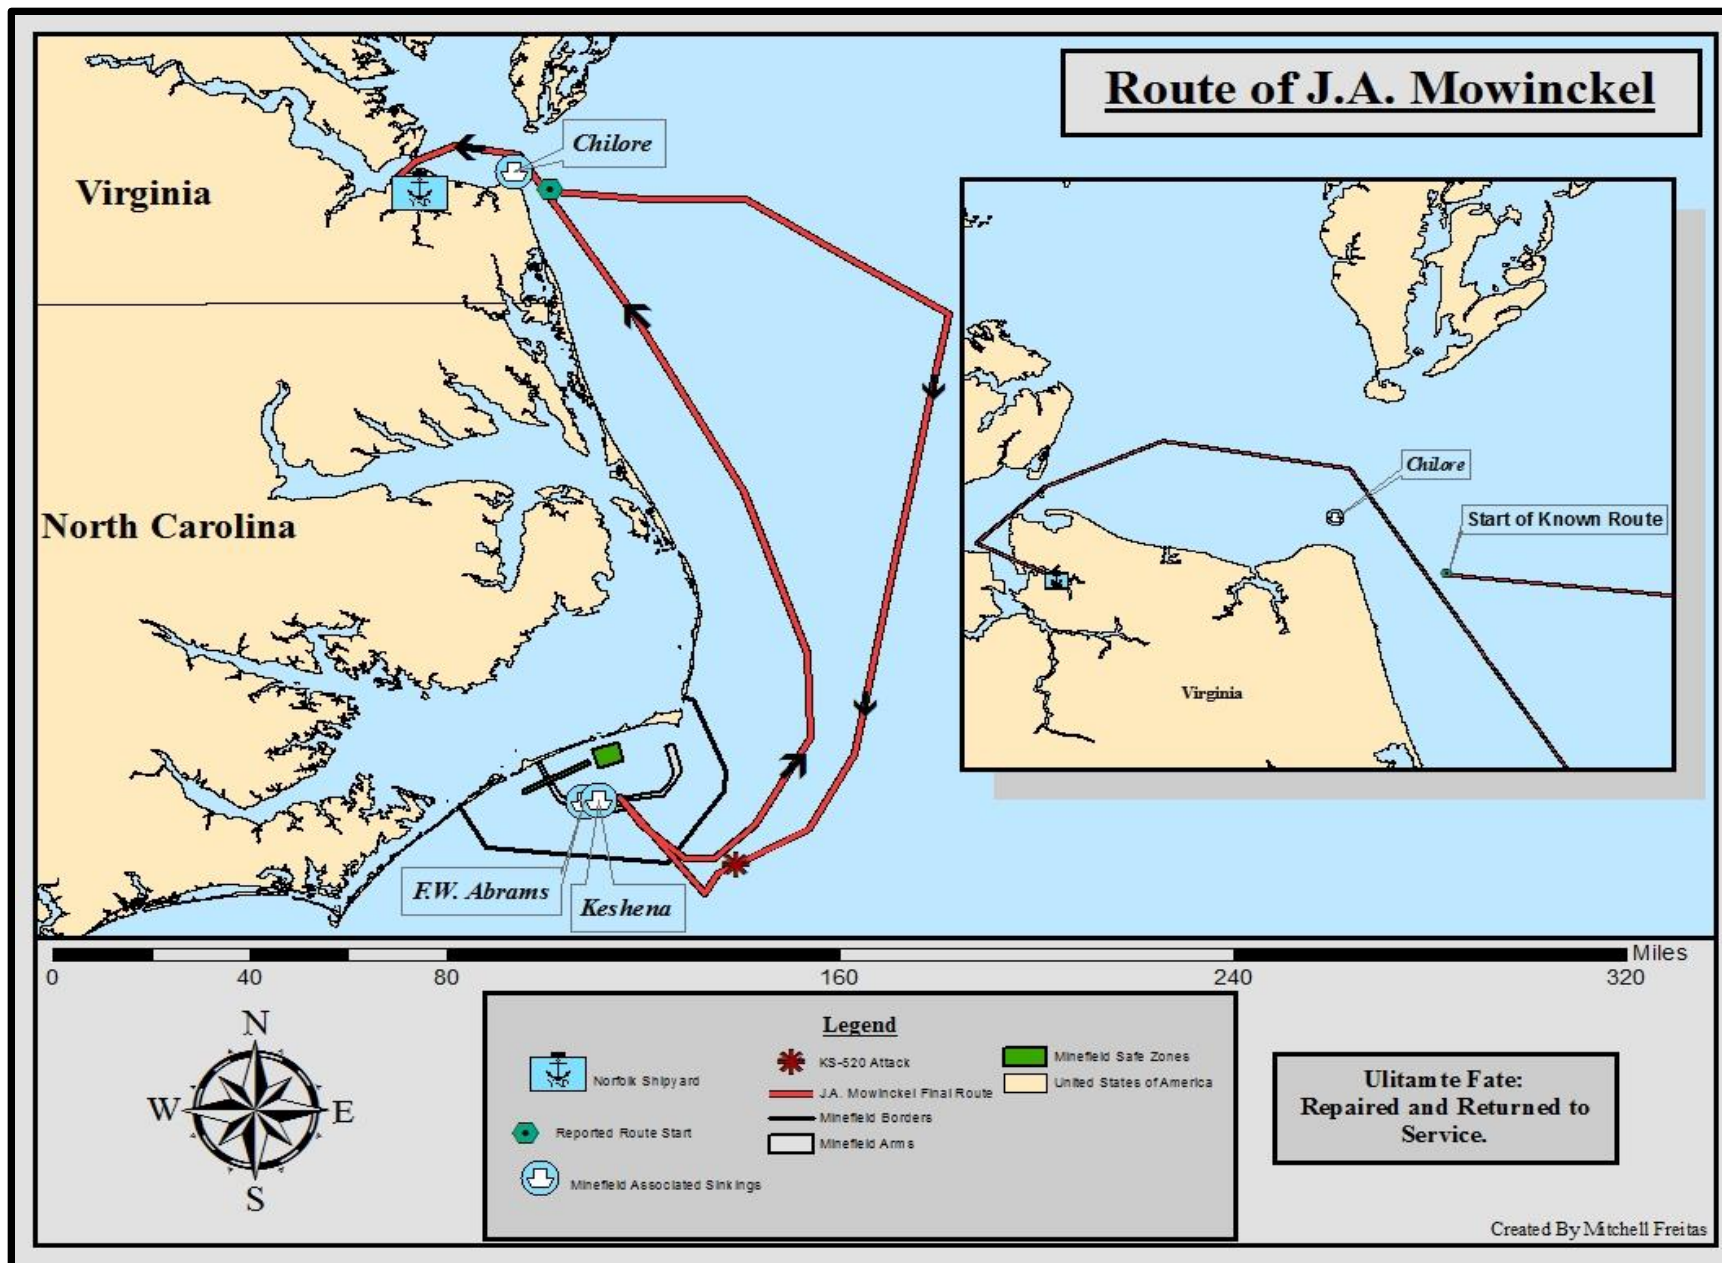 Route of J.A. Mowinckel
Chilore
Virginia
North Carolina
F.W. Abrams
Keshena
Chilore
Start of Known Route
Virginia
Miles
0 40 80 160 240 320
N
W E
S
Legend
Norfolk Shipyard
Reported Route Start
Minefield Associated Sinkings
KS-520 Attack
J.A. Mowinckel Final Route
Minefield Borders
Minefield Arms
Minefield Safe Zones
United States of America
Ulitamte Fate:
Repaired and Returned to
Service.
Created By Mitchell Freitas